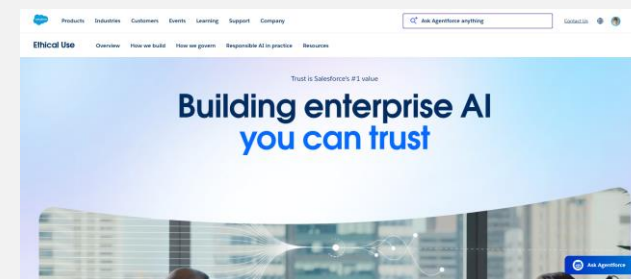 Products Industries Customers Events Learning Support Company Ask Agentforce anything Contact Us
Ethical Use Overview How we build How we govern Responsible AI in practice Resources
Trust is Salesforce's #1 value
Building enterprise AI
you can trust
Ask Agentforce